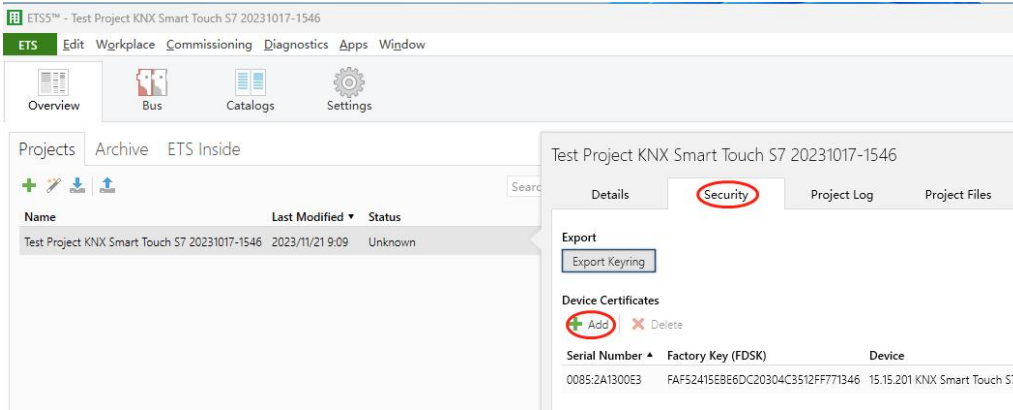 ETS5™ - Test Project KNX Smart Touch S7 20231017-1546
ETS Edit Workplace Commissioning Diagnostics Apps Window
Overview Bus Catalogs Settings
Projects Archive ETS Inside
Searc
Name Last Modified ▼ Status
Test Project KNX Smart Touch S7 20231017-1546 2023/11/21 9:09 Unknown
Test Project KNX Smart Touch S7 20231017-1546
Details Security Project Log Project Files
Export
Export Keyring
Device Certificates
Add Delete
Serial Number ▲ Factory Key (FDSK) Device
0085:2A1300E3 FAF52415EBE6DC20304C3512FF771346 15.15.201 KNX Smart Touch S7